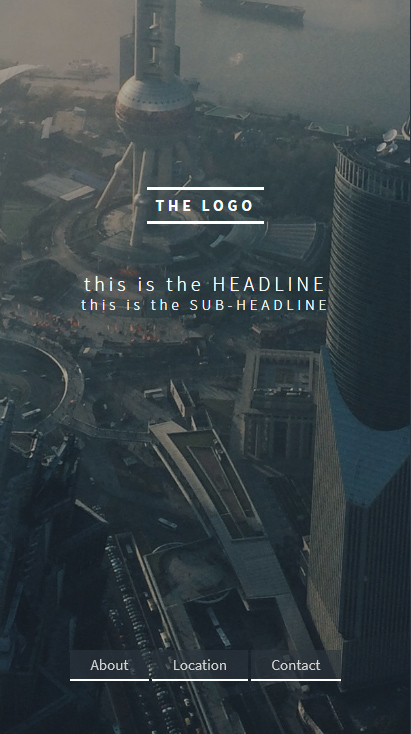 THE LOGO
this is the HEADLINE
this is the SUB-HEADLINE
About Location Contact